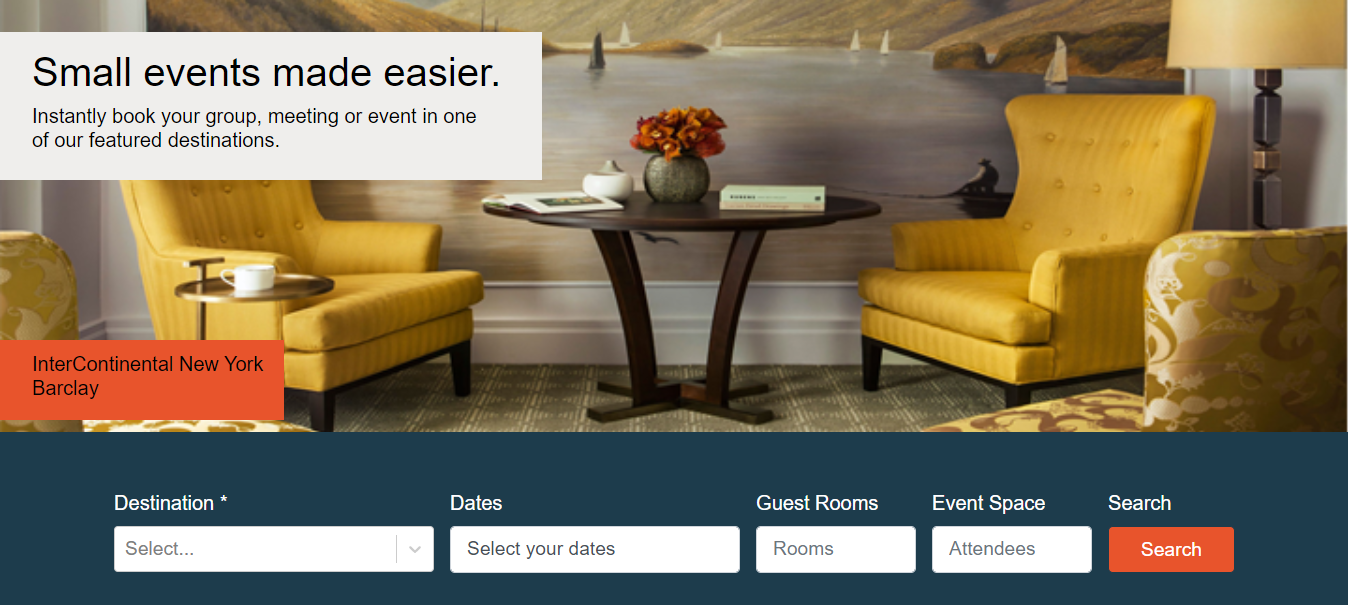 Small events made easier.
Instantly book your group, meeting or event in one
of our featured destinations.
InterContinental New York
Barclay
Destination *
Dates
Guest Rooms
Event Space
Search
Select...
Select your dates
Rooms
Attendees
Search